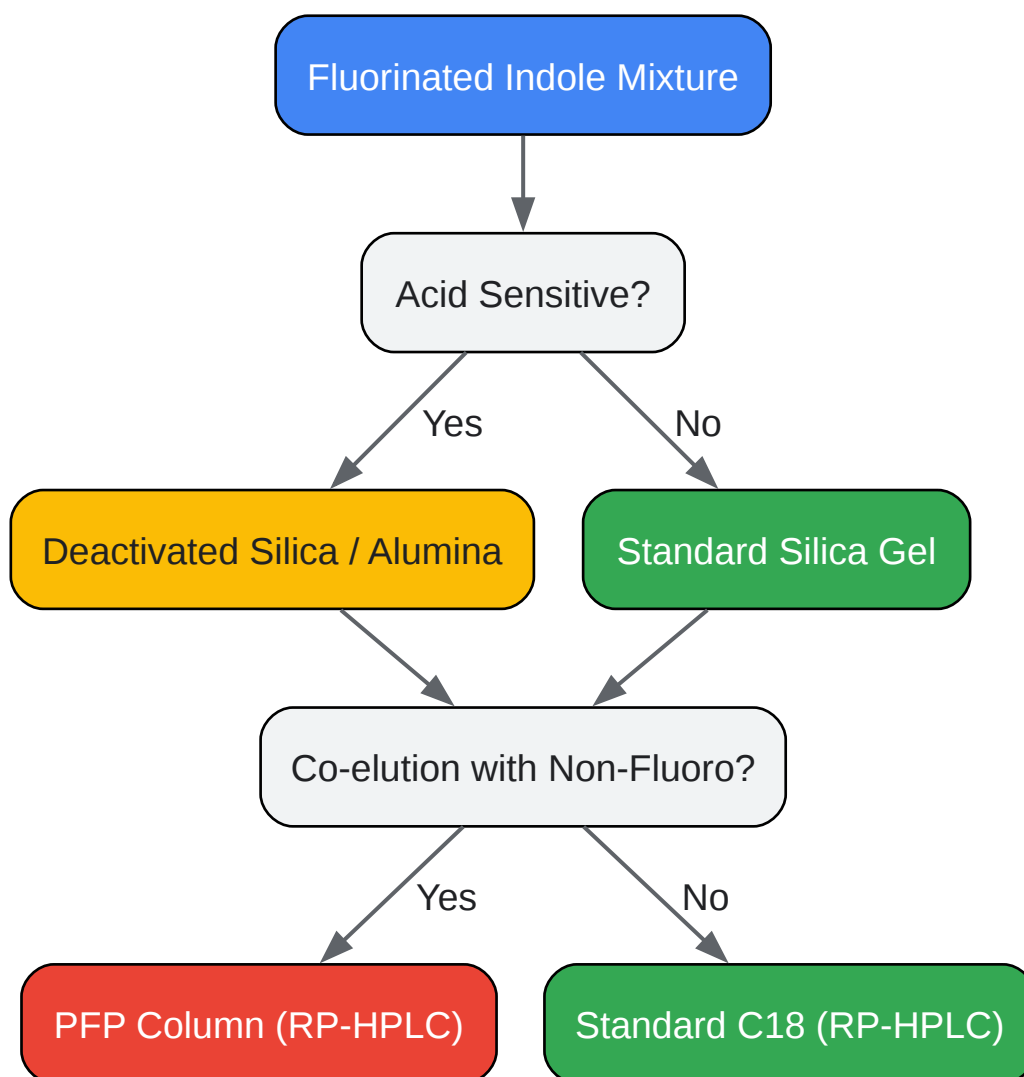 Fluorinated Indole Mixture
Acid Sensitive?
Yes
No
Deactivated Silica / Alumina
Standard Silica Gel
Co-elution with Non-Fluoro?
Yes
No
PFP Column (RP-HPLC)
Standard C18 (RP-HPLC)